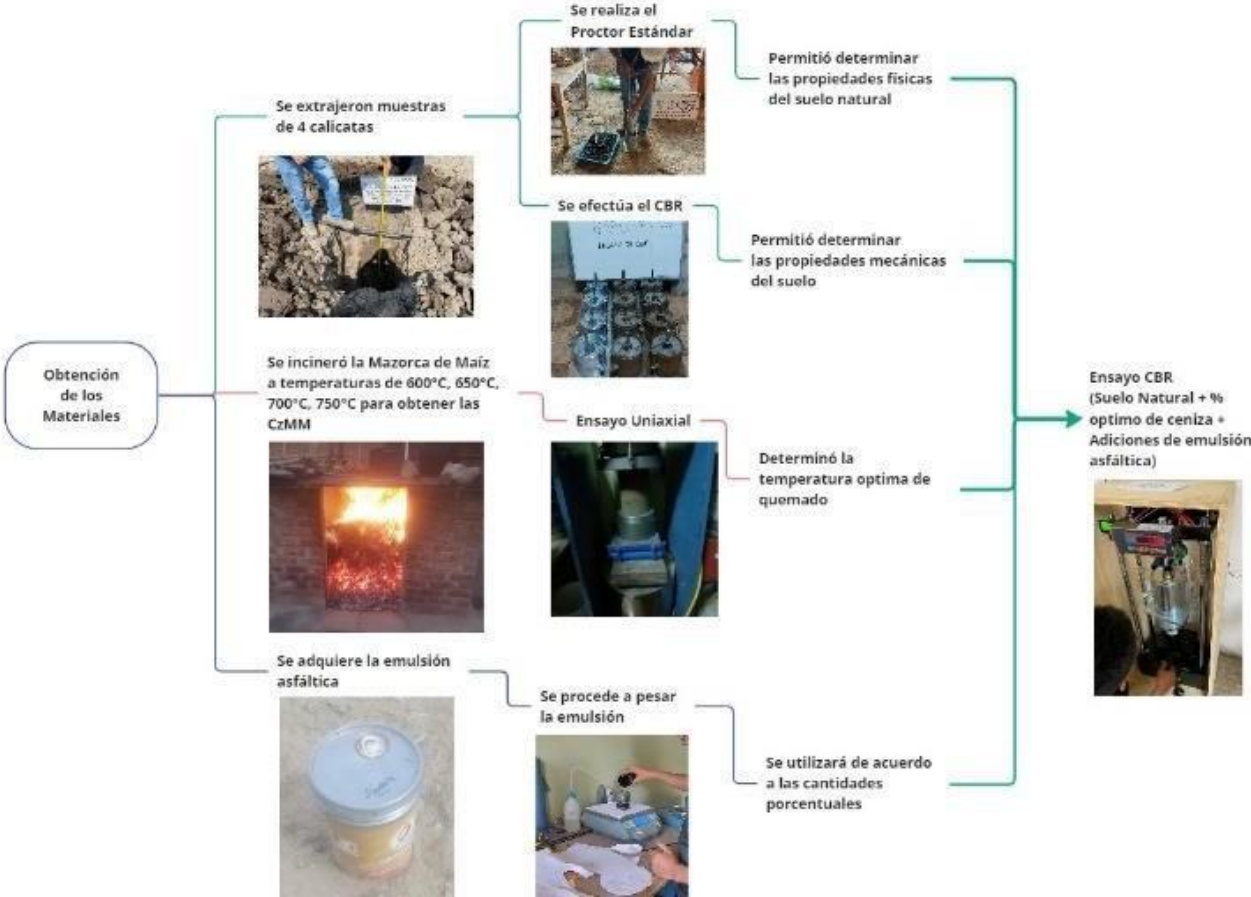 Se realiza el
Proctor Estándar
Permitió determinar
las propiedades físicas
del suelo natural
Se extrajeron muestras
de 4 calicatas
Se efectúa el CBR
Permitió determinar
las propiedades mecánicas
del suelo
Obtención
de los
Materiales
Se incineró la Mazorca de Maíz
a temperaturas de 600°C, 650°C,
700°C, 750°C para obtener las
CzMM
Ensayo Uniaxial
Determinó la
temperatura optima de
quemado
Ensayo CBR
(Suelo Natural + %
optimo de ceniza +
Adiciones de emulsión
asfáltica)
Se adquiere la emulsión
asfáltica
Se procede a pesar
la emulsión
Se utilizará de acuerdo
a las cantidades
porcentuales